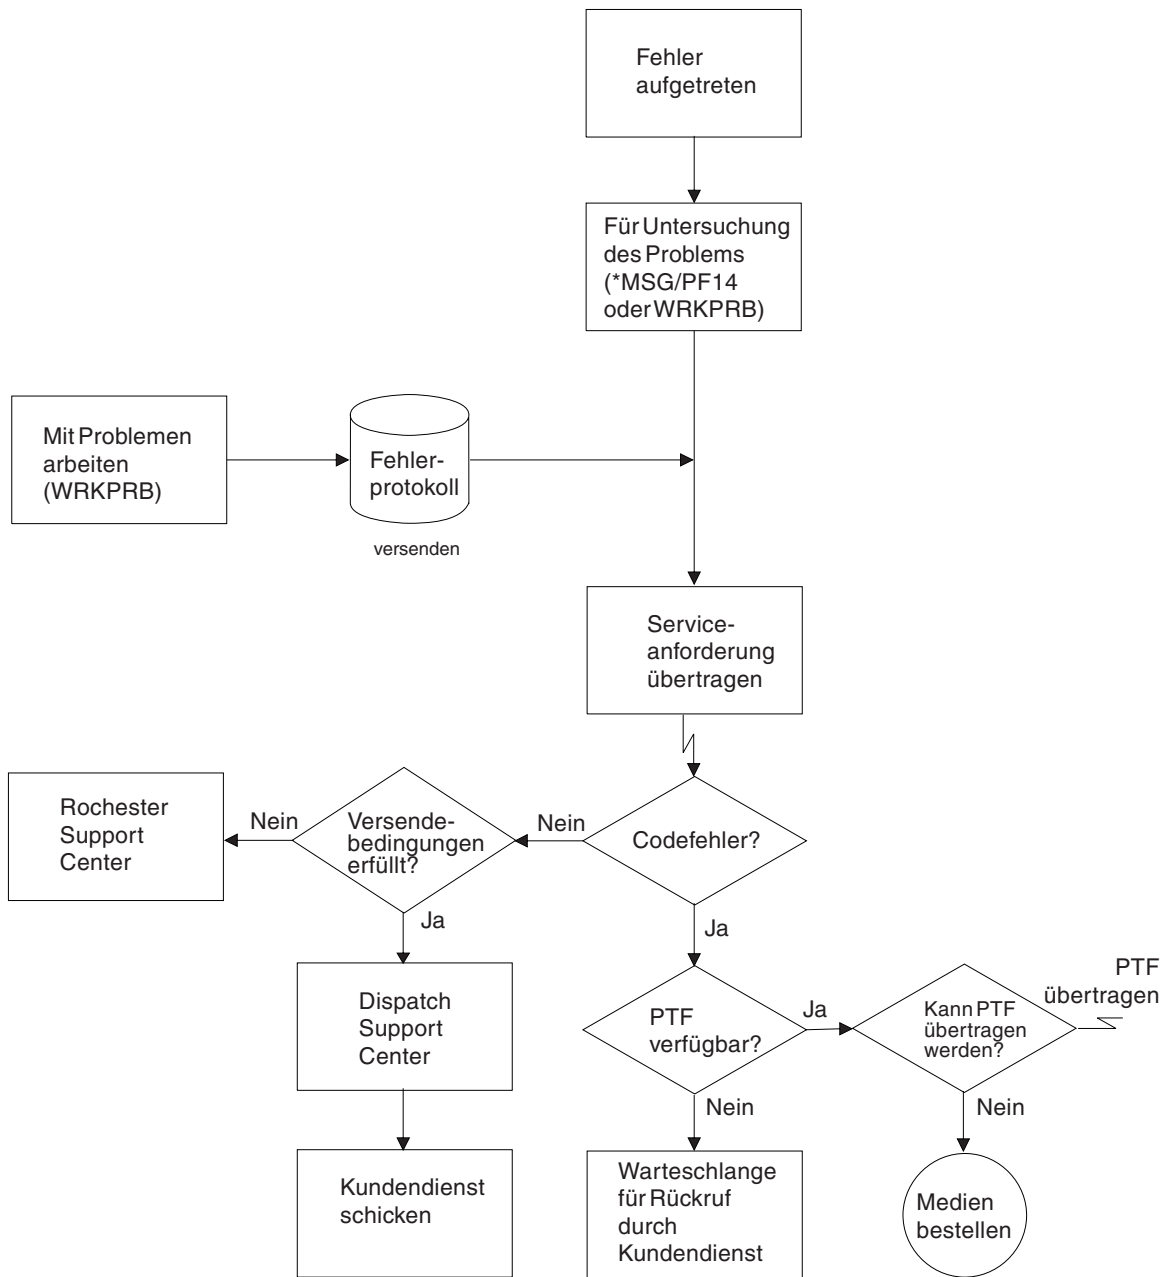 Fehler
aufgetreten
Für Untersuchung
des Problems
(*MSG/PF14
oder WRKPRB)
Mit Problemen
arbeiten
(WRKPRB)
Fehler-
protokoll
versenden
Service-
anforderung
übertragen
Rochester
Support
Center
Nein
Versende-
bedingungen
erfüllt?
Nein
Codefehler?
Ja
Ja
Dispatch
Support
Center
PTF
verfügbar?
Ja
Kann PTF
übertragen
werden?
PTF
übertragen
Nein
Nein
Kundendienst
schicken
Warteschlange
für Rückruf
durch
Kundendienst
Medien
bestellen